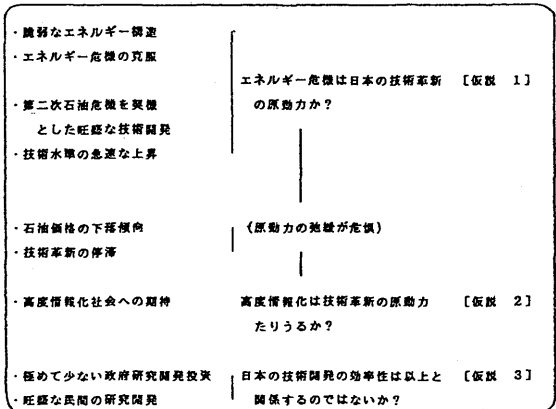 ・脆弱なエネルギー構造
・エネルギー危機の克服
エネルギー危機は日本の技術革新 [仮説 1]
の原動力か?
・第二次石油危機を契機
とした旺盛な技術開発
・技術水準の急速な上昇
・石油価格の下落傾向
(原動力の弛緩が危惧)
・技術革新の停滞
・高度情報化社会への期待
高度情報化は技術革新の原動力 [仮説 2]
たりうるか?
・極めて少ない政府研究開発投資
日本の技術開発の効率性は以上と [仮説 3]
・旺盛な民間の研究開発
関係するのではないか?